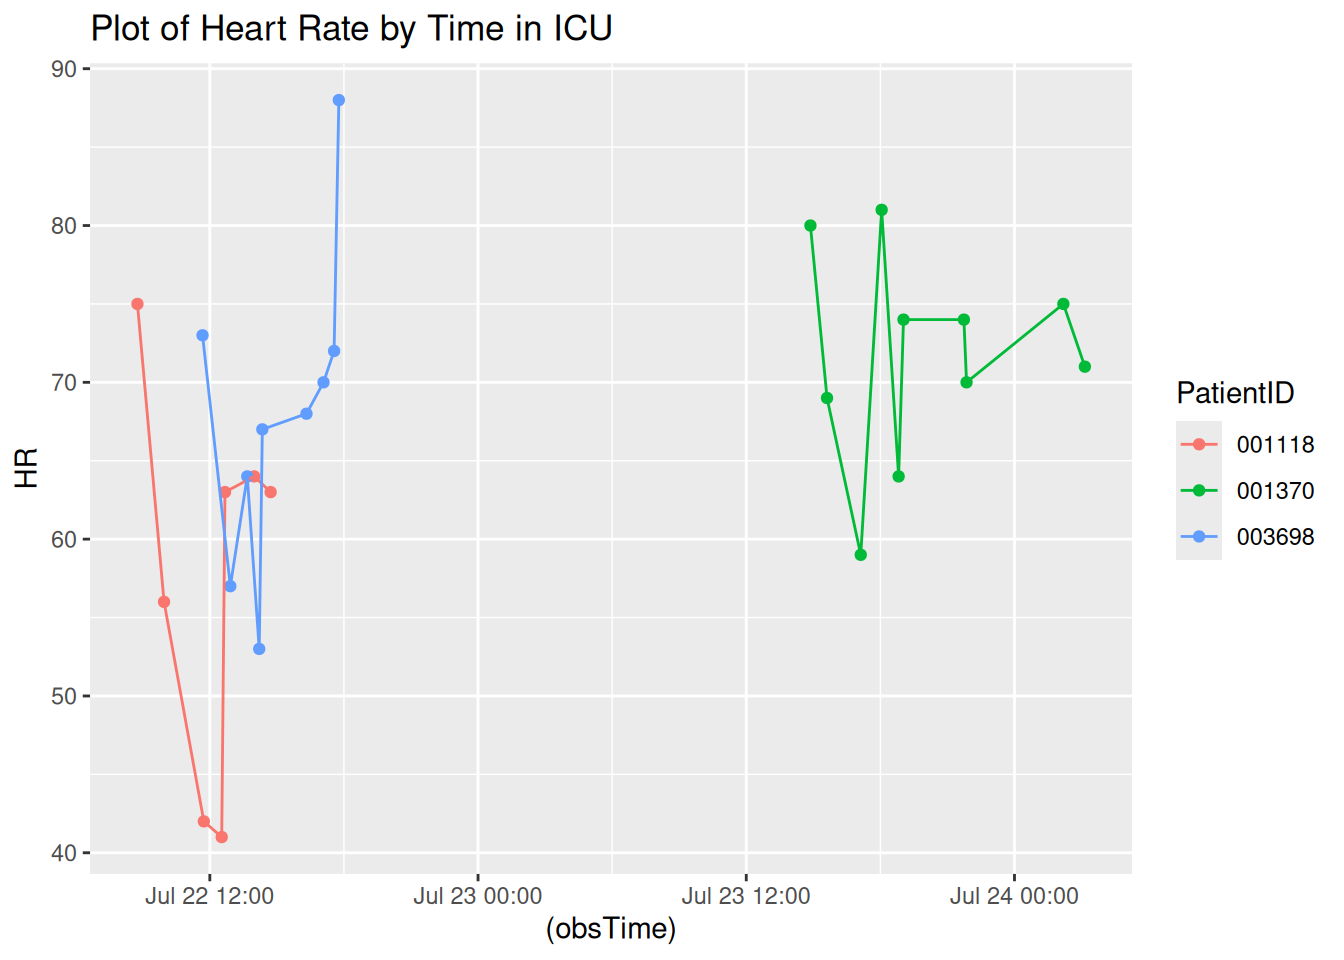 Plot of Heart Rate by Time in ICU
90
80
70
60
50
40
HR
Jul 22 12:00 Jul 23 00:00 Jul 23 12:00 Jul 24 00:00
(obsTime)
PatientID
001118
001370
003698